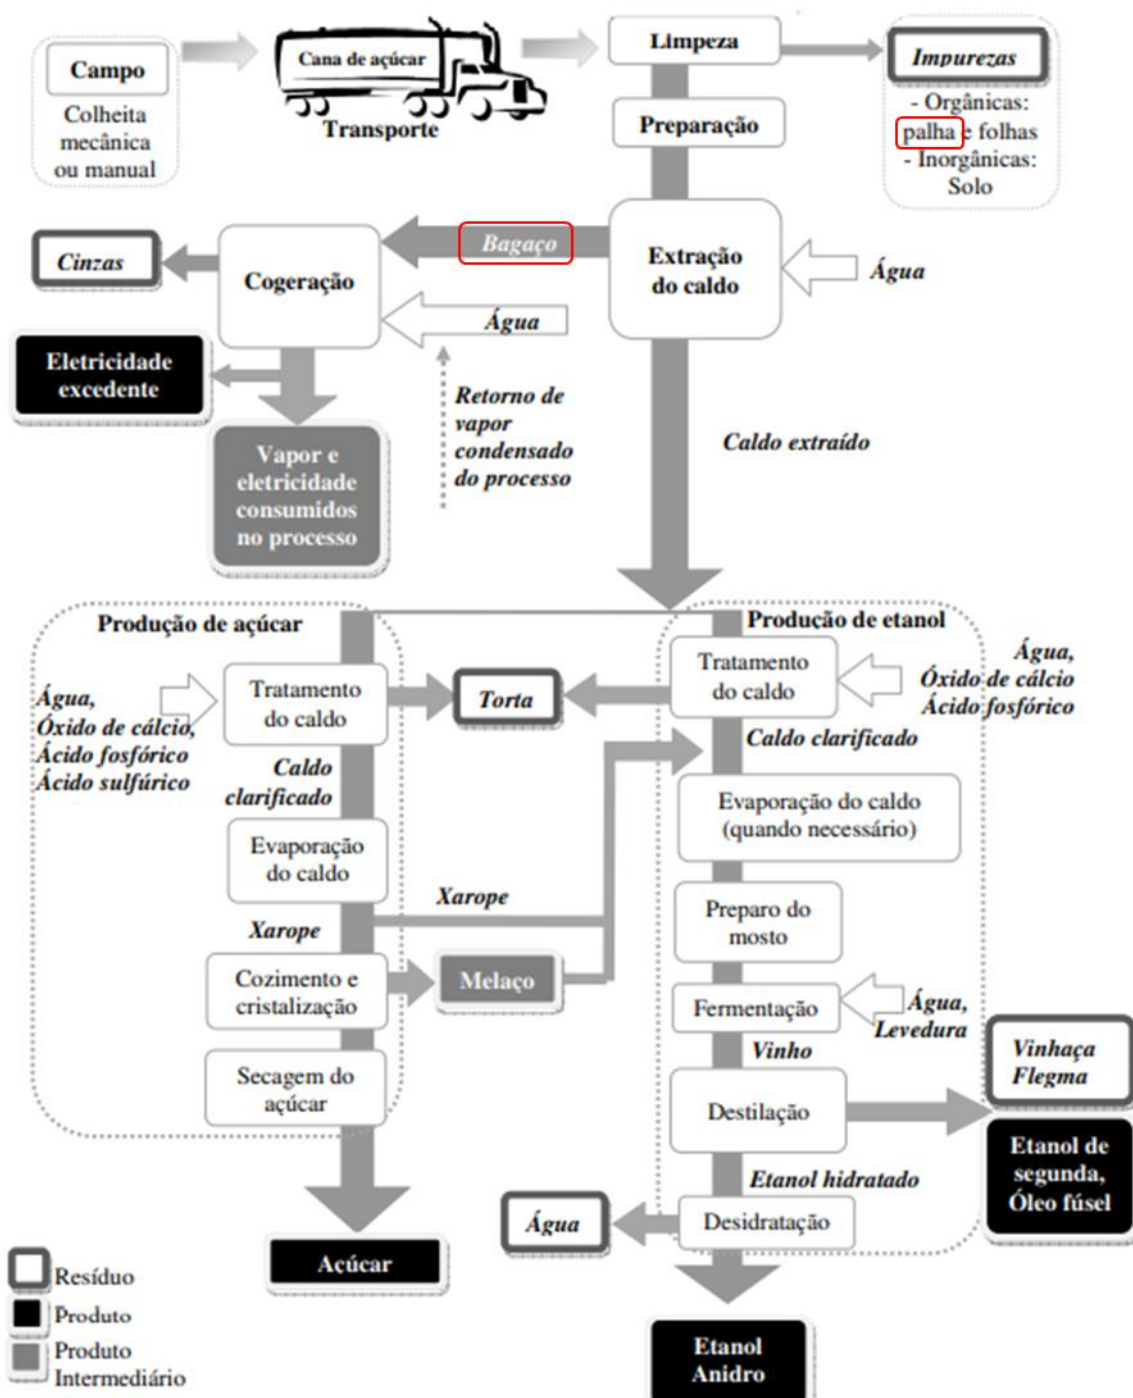 Campo
Colheita
mecânica
ou manual
Cana de açúcar
Transporte
Limpeza
Preparação
Impurezas
- Orgânicas:
palha e folhas
- Inorgânicas:
Solo
Cinzas
Cogeração
Bagaço
Extração
do caldo
Água
Água
Eletricidade
excedente
Retorno de
vapor
condensado
do processo
Vapor e
eletricidade
consumidos
no processo
Caldo extraído
Produção de açúcar
Água,
Óxido de cálcio,
Ácido fosfórico
Ácido sulfúrico
Tratamento
do caldo
Torta
Caldo
clarificado
Evaporação
do caldo
Xarope
Xarope
Cozimento e
cristalização
Melaço
Secagem do
açúcar
Açúcar
Produção de etanol
Tratamento
do caldo
Água,
Óxido de cálcio
Ácido fosfórico
Caldo clarificado
Evaporação do caldo
(quando necessário)
Preparo do
mosto
Fermentação
Água,
Levedura
Vinho
Destilação
Vinhaça
Flegma
Etanol de
segunda,
Óleo fúsel
Etanol hidratado
Água
Desidratação
Etanol
Anidro
Resíduo
Produto
Produto
Intermediário